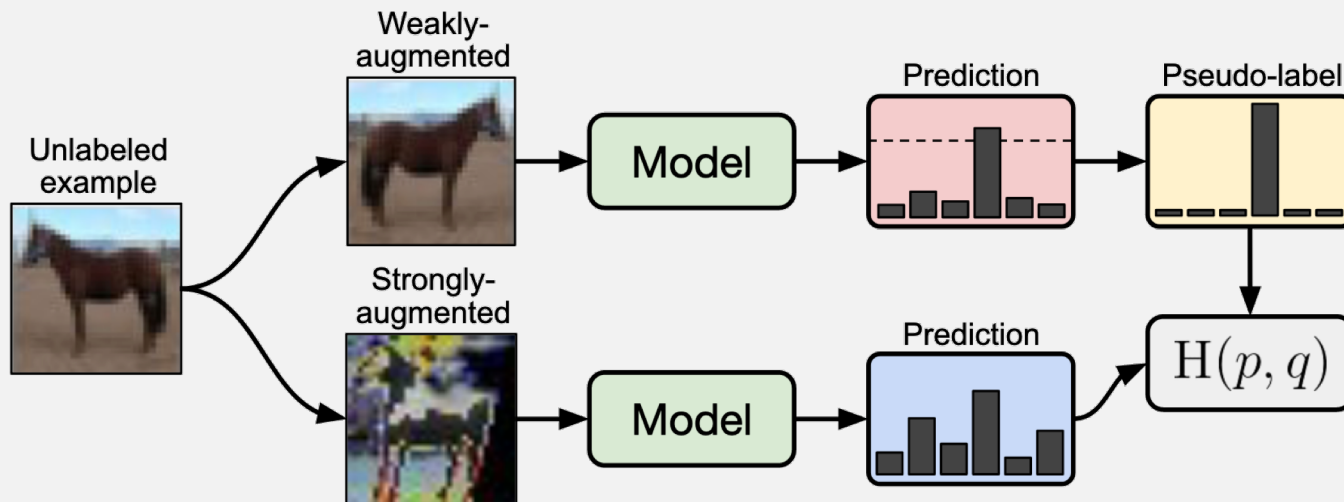 Unlabeled
example
Weakly-
augmented
Model
Prediction
Pseudo-label
Strongly-
augmented
Model
Prediction
H(p, q)